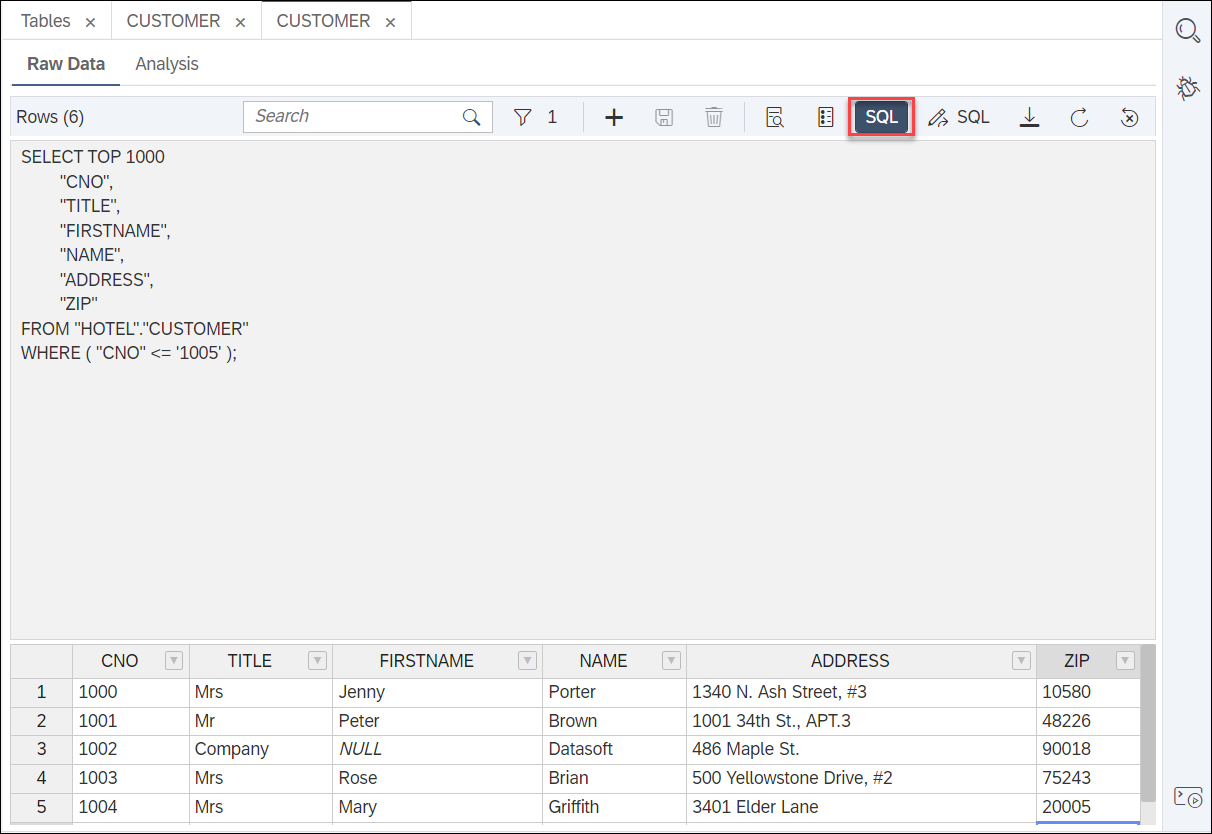 Tables × CUSTOMER × CUSTOMER ×
Raw Data Analysis
Rows (6) Search 1 SQL SQL
SELECT TOP 1000
"CNO",
"TITLE",
"FIRSTNAME",
"NAME",
"ADDRESS",
"ZIP"
FROM "HOTEL"."CUSTOMER"
WHERE ( "CNO" <= '1005' );
CNO TITLE FIRSTNAME NAME ADDRESS ZIP
1 1000 Mrs Jenny Porter 1340 N. Ash Street, #3 10580
2 1001 Mr Peter Brown 1001 34th St., APT.3 48226
3 1002 Company NULL Datasoft 486 Maple St. 90018
4 1003 Mrs Rose Brian 500 Yellowstone Drive, #2 75243
5 1004 Mrs Mary Griffith 3401 Elder Lane 20005